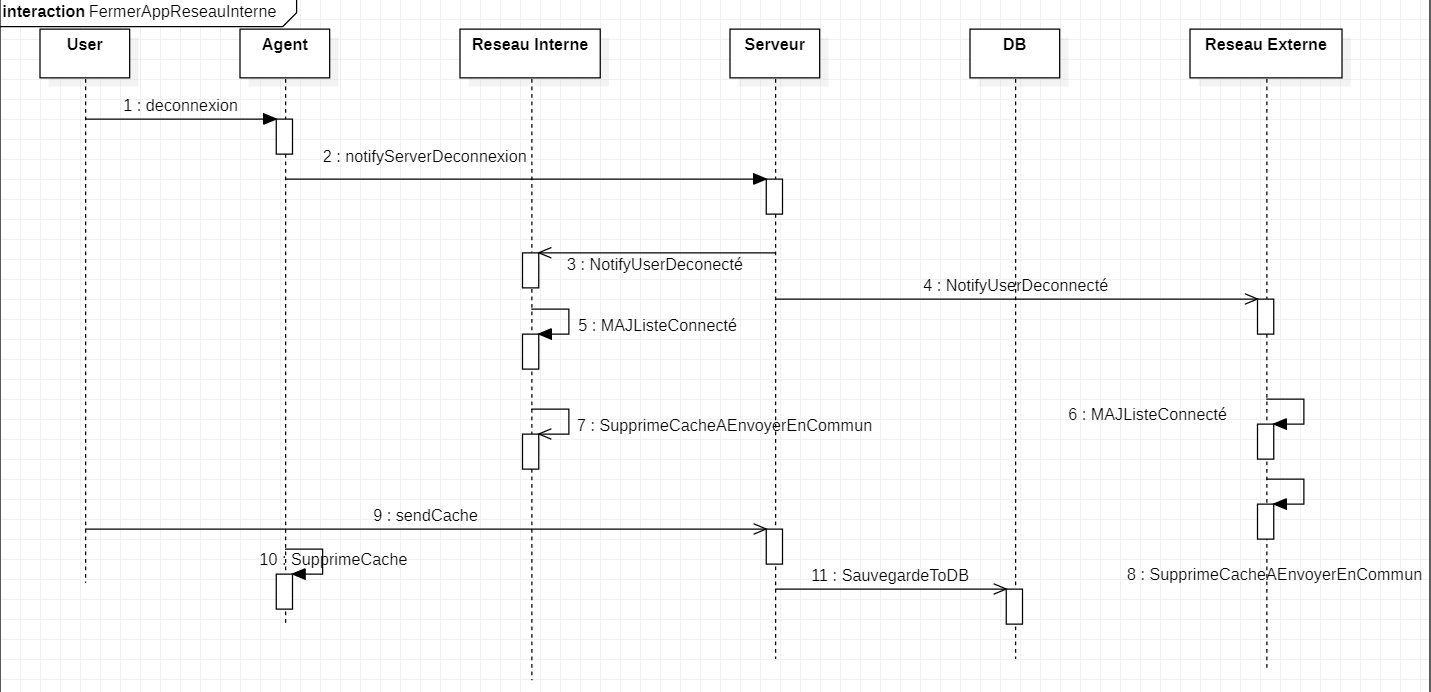 interaction FermerAppReseauInterne
User
Agent
Reseau Interne
Serveur
DB
Reseau Externe
1 : deconnexion
2 : notifyServerDeconnexion
3 : NotifyUserDeconecté
4 : NotifyUserDeconnecté
5 : MAJListeConnecté
6 : MAJListeConnecté
7 : SupprimeCacheAEnvoyerEnCommun
9 : sendCache
10 : SupprimeCache
11 : SauvegardeToDB
8 : SupprimeCacheAEnvoyerEnCommun